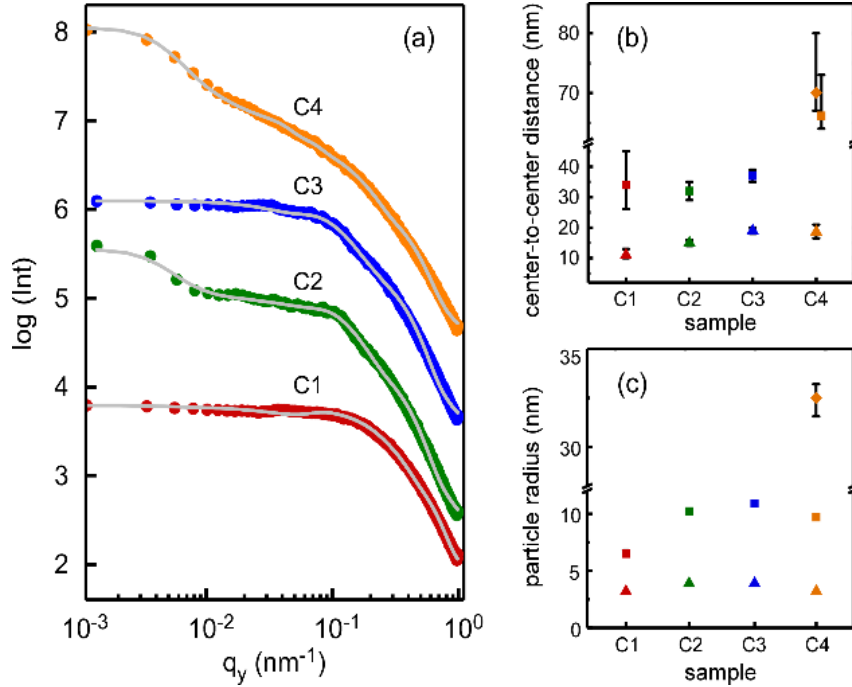 (a)
8
7
6
5
4
3
2
log (Int)
C4
C3
C2
C1
10⁻³ 10⁻² 10⁻¹ 10⁰
q_y (nm⁻¹)
(b)
center-to-center distance (nm)
80
70
40
30
20
10
C1 C2 C3 C4
sample
(c)
particle radius (nm)
35
30
10
5
0
C1 C2 C3 C4
sample